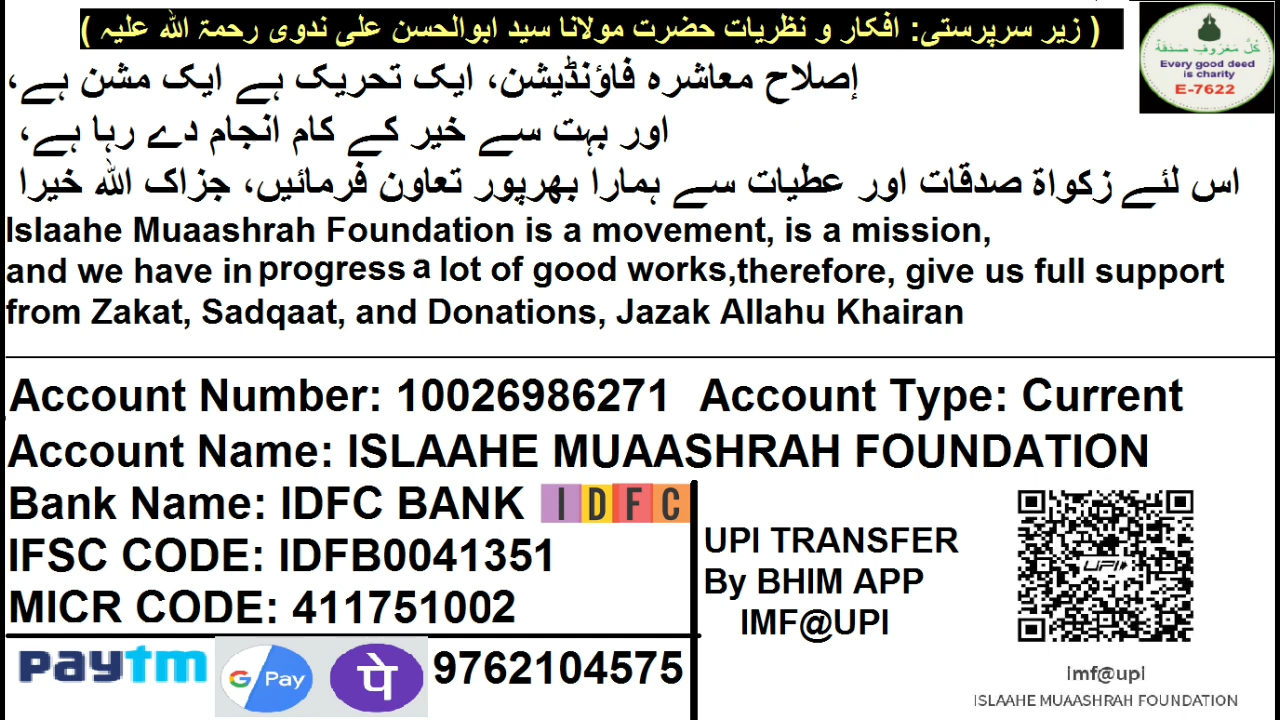 ( زیر سرپرستی: افکار و نظریات حضرت مولانا سید ابوالحسن علی ندوی رحمۃ اللہ علیہ )
كُلُّ مَعْرُوفٍ صَدَقَةٌ
Every good deed
is charity
E-7622
إصلاح معاشرہ فاؤنڈیشن، ایک تحریک ہے ایک مشن ہے،
اور بہت سے خیر کے کام انجام دے رہا ہے،
اس لئے زکواۃ صدقات اور عطیات سے ہمارا بھرپور تعاون فرمائیں، جزاک اللہ خیرا
Islaahe Muaashrah Foundation is a movement, is a mission,
and we have in progress a lot of good works,therefore, give us full support
from Zakat, Sadqaat, and Donations, Jazak Allahu Khairan
Account Number: 10026986271 Account Type: Current
Account Name: ISLAAHE MUAASHRAH FOUNDATION
Bank Name: IDFC BANK IDFC
IFSC CODE: IDFB0041351
MICR CODE: 411751002
UPI TRANSFER
By BHIM APP
IMF@UPI
UPI
imf@upi
ISLAAHE MUAASHRAH FOUNDATION
paytm G Pay पे 9762104575